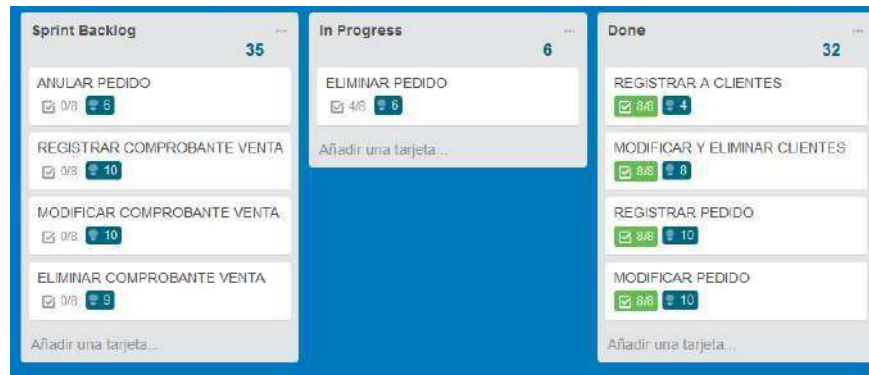 Sprint Backlog
35
ANULAR PEDIDO
0/8 6
REGISTRAR COMPROBANTE VENTA
0/8 10
MODIFICAR COMPROBANTE VENTA
0/8 10
ELIMINAR COMPROBANTE VENTA
0/8 9
Añadir una tarjeta...
In Progress
6
ELIMINAR PEDIDO
4/8 6
Añadir una tarjeta...
Done
32
REGISTRAR A CLIENTES
8/8 4
MODIFICAR Y ELIMINAR CLIENTES
8/8 8
REGISTRAR PEDIDO
8/8 10
MODIFICAR PEDIDO
8/8 10
Añadir una tarjeta...